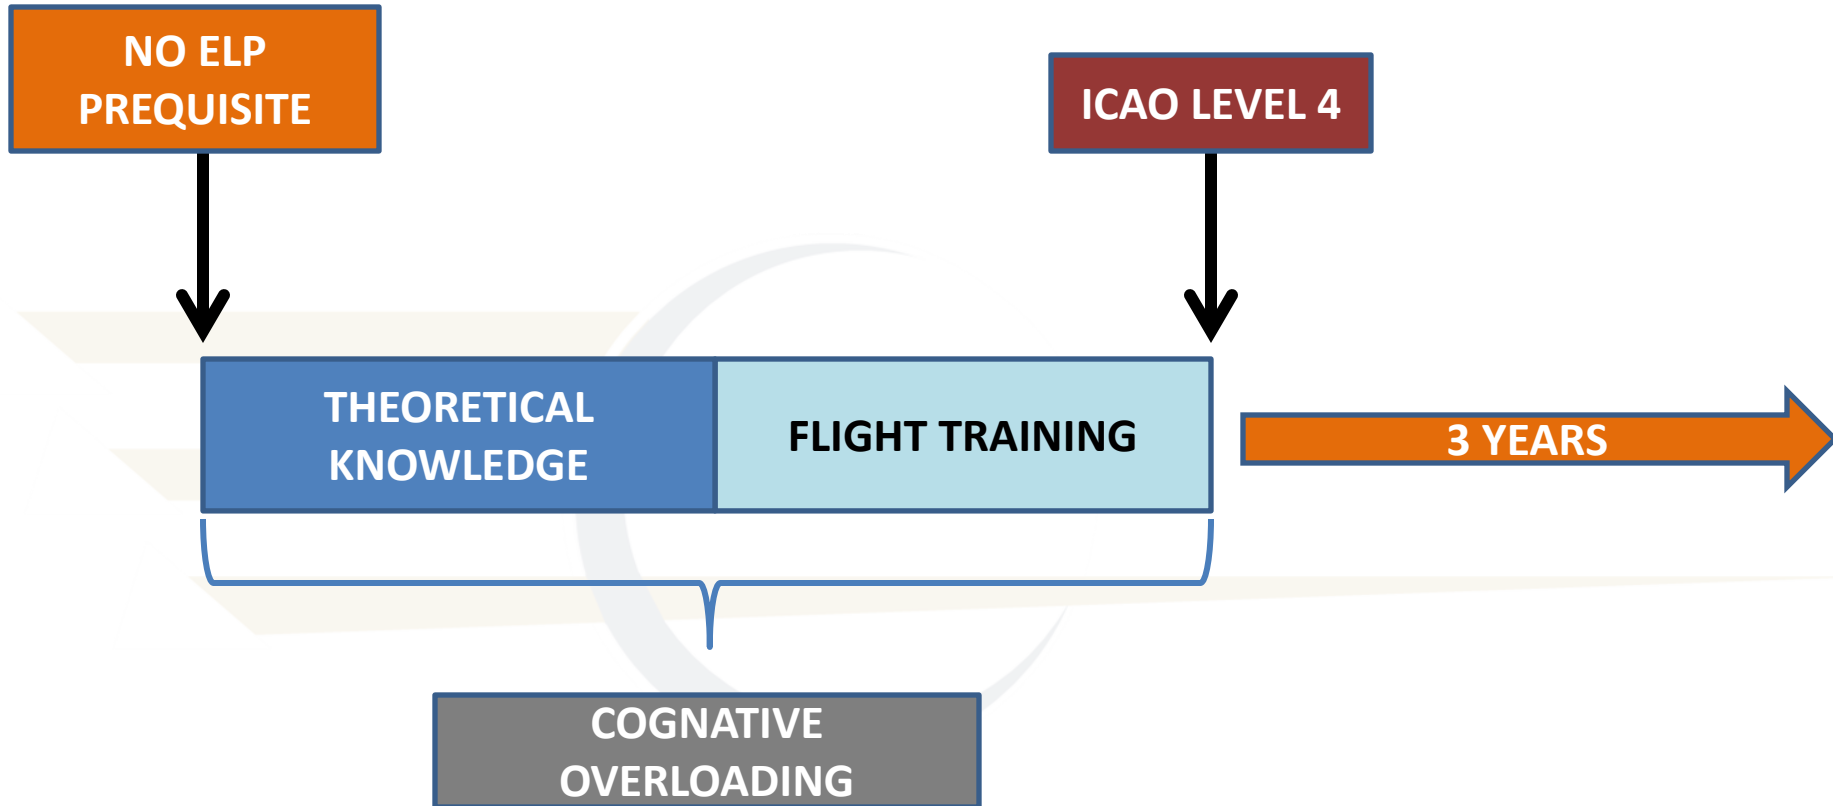 NO ELP
PREQUISITE
ICAO LEVEL 4
THEORETICAL
KNOWLEDGE
FLIGHT TRAINING
3 YEARS
COGNATIVE
OVERLOADING